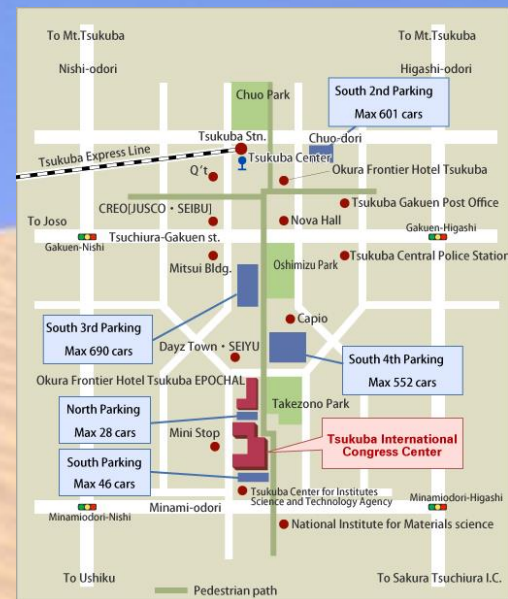 To Mt.Tsukuba
To Mt.Tsukuba
Nishi-odori
Higashi-odori
South 2nd Parking
Max 601 cars
Chuo Park
Tsukuba Stn.
Chuo-dori
Tsukuba Express Line
Tsukuba Center
Q't
Okura Frontier Hotel Tsukuba
Tsukuba Gakuen Post Office
CREO[JUSCO・SEIBU]
To Joso
Nova Hall
Gakuen-Higashi
Tsuchiura-Gakuen st.
Gakuen-Nishi
Tsukuba Central Police Station
Mitsui Bldg.
Oshimizu Park
Capio
South 3rd Parking
Max 690 cars
Dayz Town・SEIYU
South 4th Parking
Max 552 cars
Okura Frontier Hotel Tsukuba EPOCHAL
North Parking
Max 28 cars
Takezono Park
Mini Stop
Tsukuba International
Congress Center
South Parking
Max 46 cars
Tsukuba Center for Institutes
Science and Technology Agency
Minami-odori
Minamiodori-Nishi
Minamiodori-Higashi
National Institute for Materials science
To Ushiku
To Sakura Tsuchiura I.C.
Pedestrian path